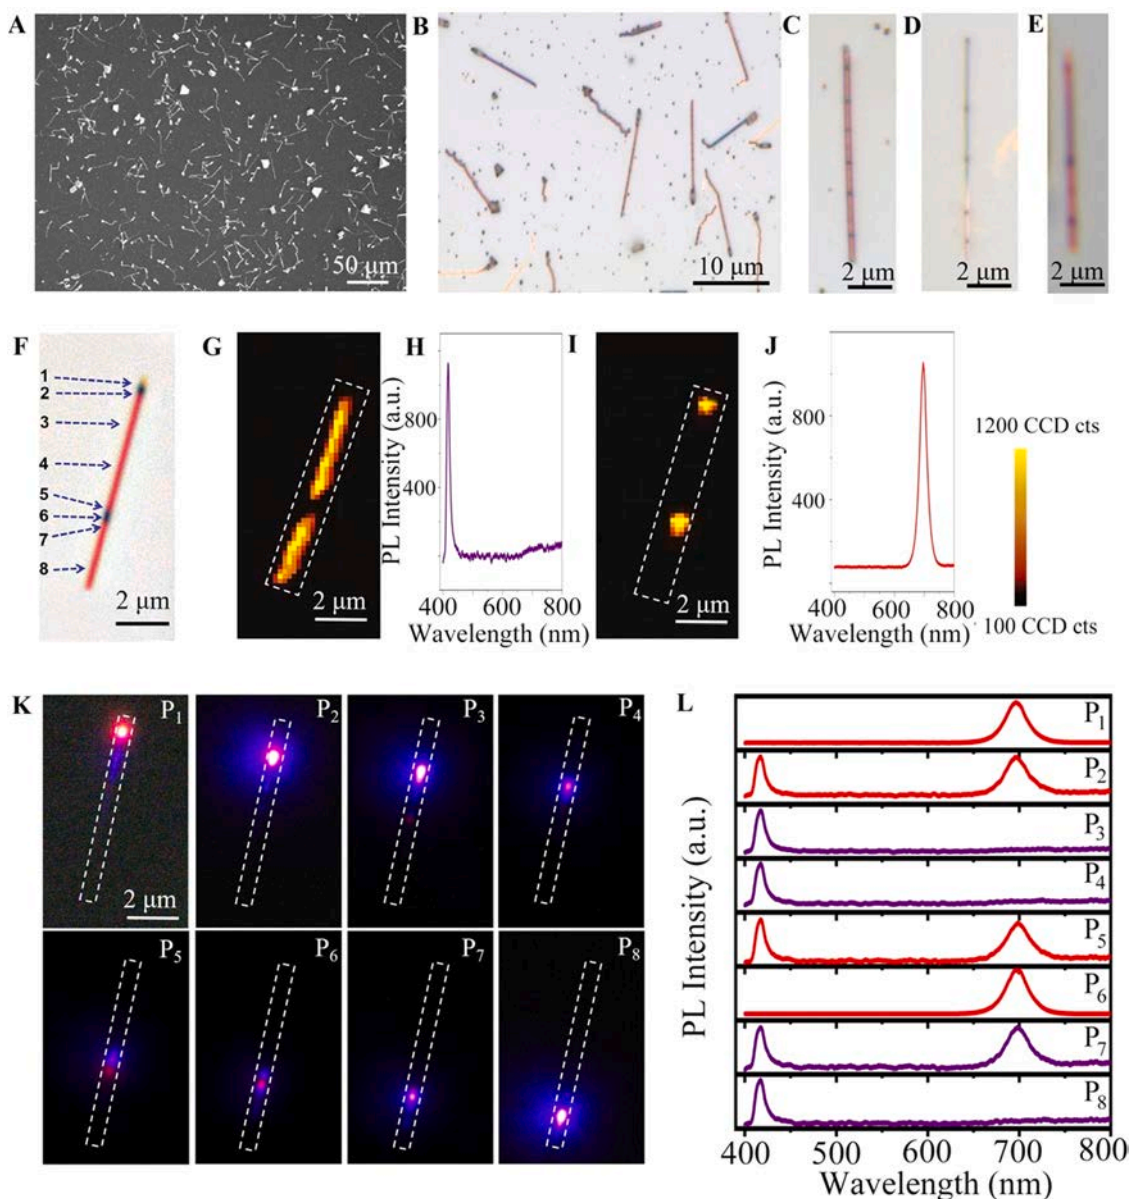 A
50 μm
B
10 μm
C
2 μm
D
2 μm
E
2 μm
F
1
2
3
4
5
6
7
8
2 μm
G
2 μm
H
PL Intensity (a.u.)
800
400
400 600 800
Wavelength (nm)
I
2 μm
J
PL Intensity (a.u.)
800
400
400 600 800
Wavelength (nm)
1200 CCD cts
100 CCD cts
K
P1
2 μm
P2
P3
P4
P5
P6
P7
P8
L
PL Intensity (a.u.)
P1
P2
P3
P4
P5
P6
P7
P8
400 500 600 700 800
Wavelength (nm)